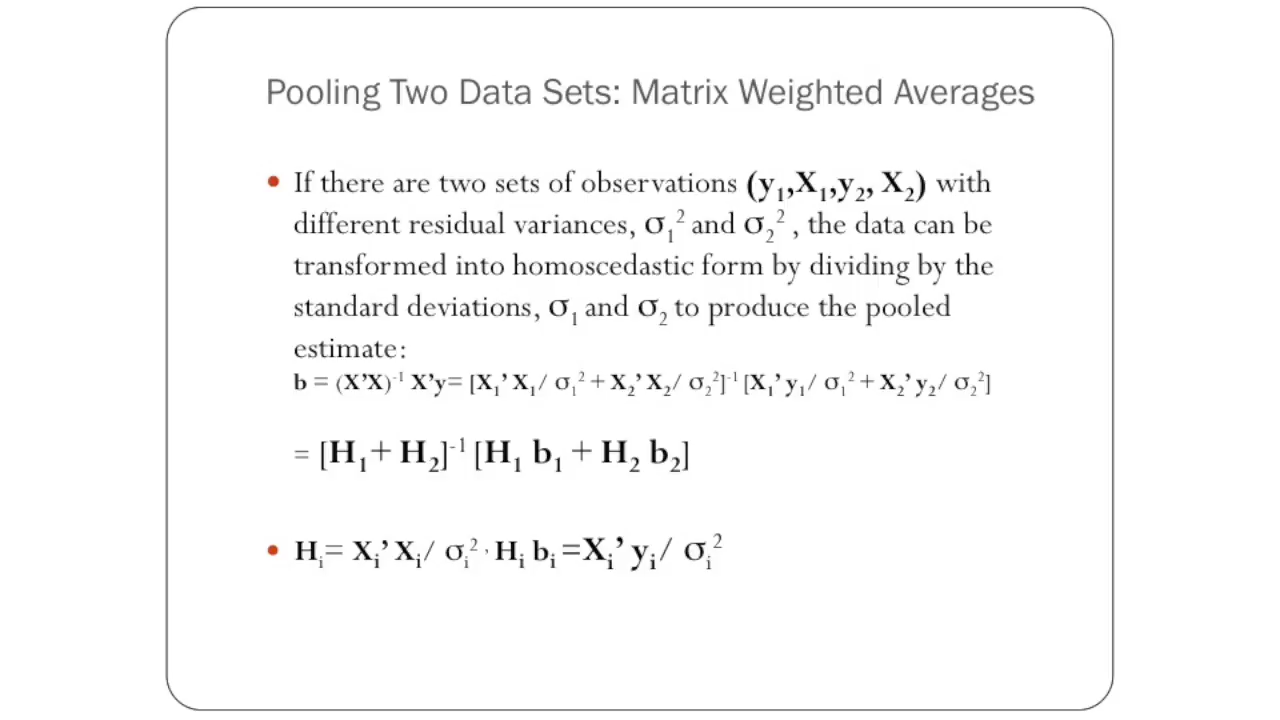 Pooling Two Data Sets: Matrix Weighted Averages
• If there are two sets of observations (y₁,X₁,y₂, X₂) with
different residual variances, σ₁² and σ₂² , the data can be
transformed into homoscedastic form by dividing by the
standard deviations, σ₁ and σ₂ to produce the pooled
estimate:
b = (X’X)⁻¹ X’y= [X₁’ X₁/ σ₁² + X₂’ X₂/ σ₂²]⁻¹ [X₁’ y₁/ σ₁² + X₂’ y₂/ σ₂²]
= [H₁+ H₂]⁻¹ [H₁ b₁ + H₂ b₂]
• Hᵢ= Xᵢ’ Xᵢ/ σᵢ² , Hᵢ bᵢ =Xᵢ’ yᵢ/ σᵢ²